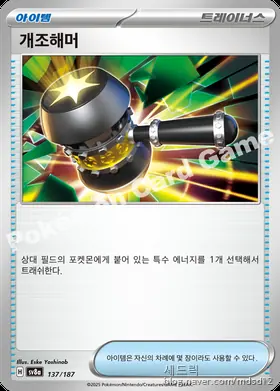 아이템
트레이너스
개조해머
Pokémon Card Game
상대 필드의 포켓몬에게 붙어 있는 특수 에너지를 1개 선택해서
트래쉬한다.
Illus. Eske Yoshinob
H sv8a 137/187
아이템은 자신의 차례에 몇 장이라도 사용할 수 있다.
©2025 Pokémon/Nintendo/Creatures/GAME FREAK
세드릭